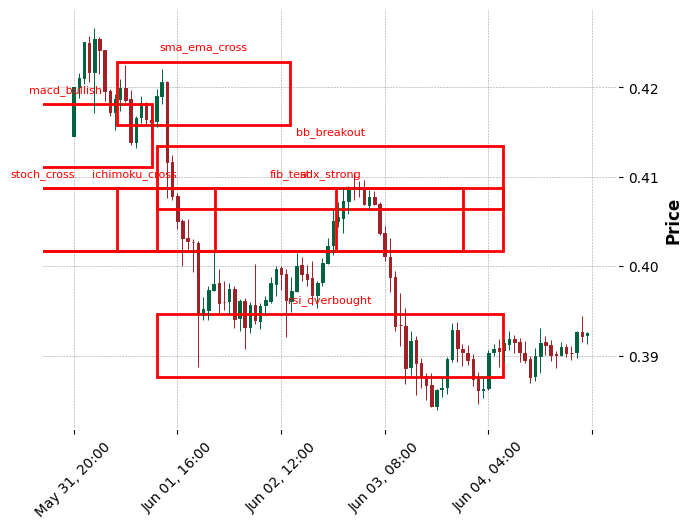 sma_ema_cross
macd_bullish
bb_breakout
stoch_cross
ichimoku_cross
fib_test
adx_strong
rsi_overbought
0.42
0.41
0.40
0.39
Price
May 31, 20:00
Jun 01, 16:00
Jun 02, 12:00
Jun 03, 08:00
Jun 04, 04:00